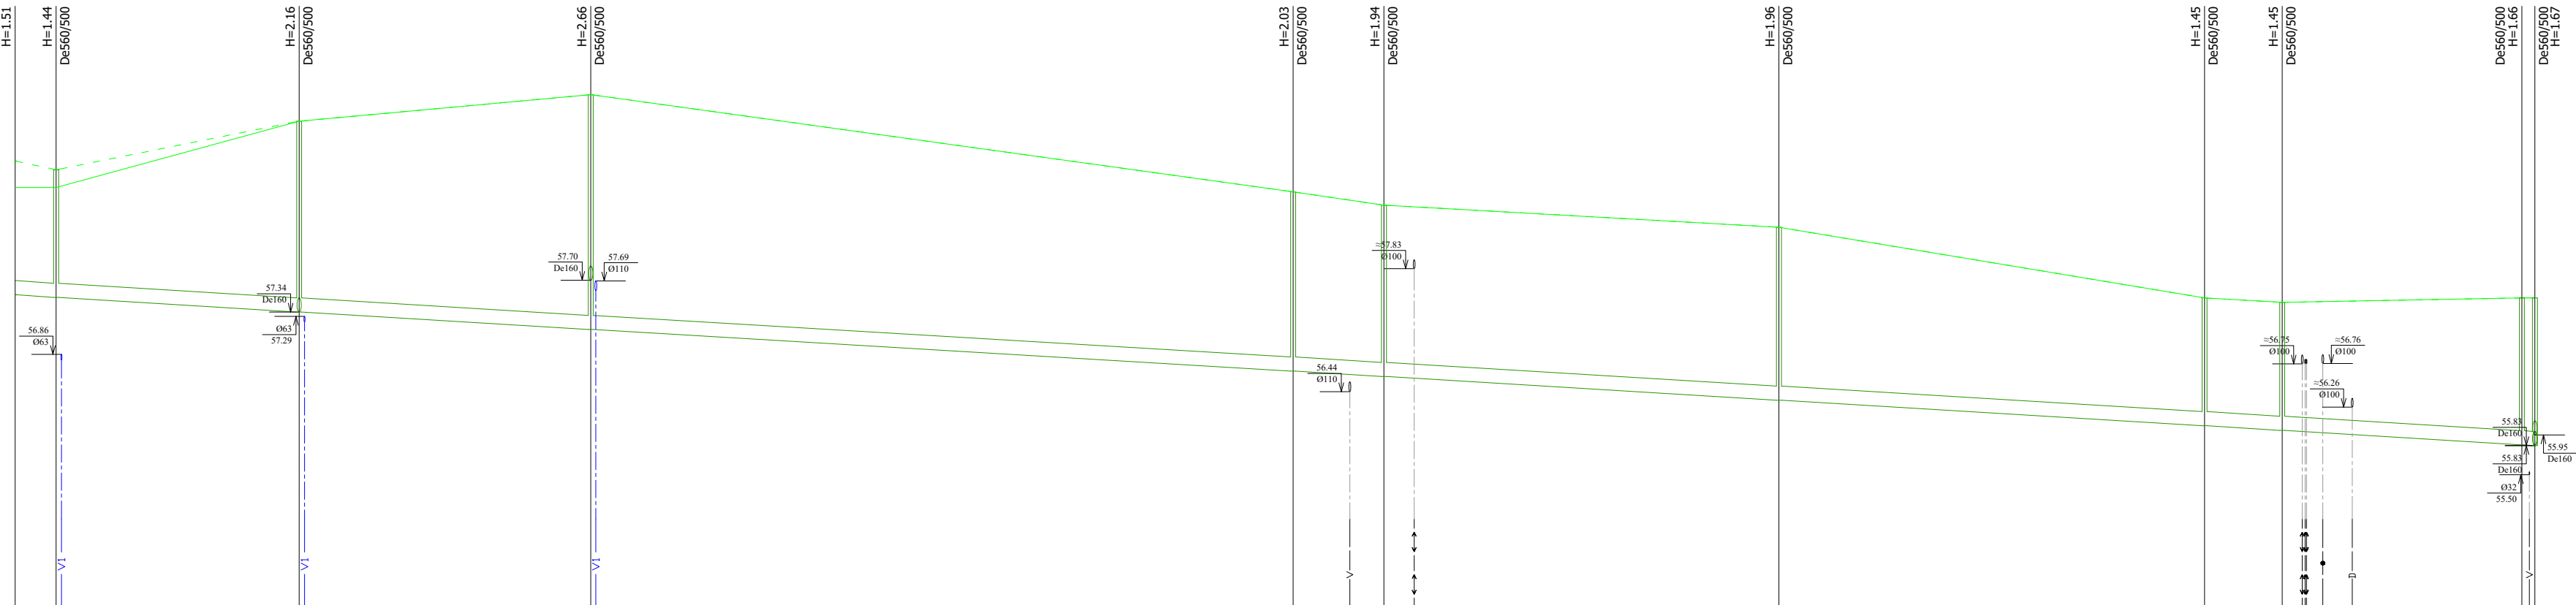 H=1.51
H=1.44
De560/500
H=2.16
De560/500
H=2.66
De560/500
H=2.03
De560/500
H=1.94
De560/500
H=1.96
De560/500
H=1.45
De560/500
H=1.45
De560/500
De560/500
H=1.66
De560/500
H=1.67
56.86
Ø63
57.34
De160
Ø63
57.29
57.70
De160
57.69
Ø110
56.44
Ø110
≈57.83
Ø100
≈56.75
Ø100
≈56.76
Ø100
≈56.26
Ø100
55.83
De160
55.83
De160
Ø32
55.50
55.95
De160
V1
V1
V1
V
D
V